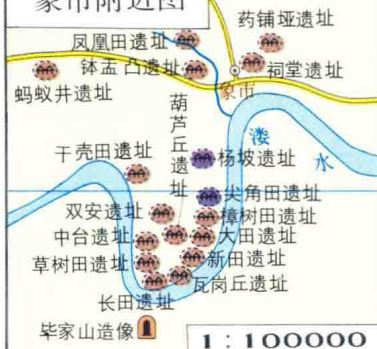 象市附近图
药铺垭遗址
凤凰田遗址
钵盂凸遗址
祠堂遗址
蚂蚁井遗址
象市
葫芦丘遗址
溇水
干壳田遗址
杨坡遗址
尖角田遗址
双安遗址
樟树田遗址
中台遗址
大田遗址
草树田遗址
新田遗址
瓦岗丘遗址
长田遗址
毕家山造像
1：100000